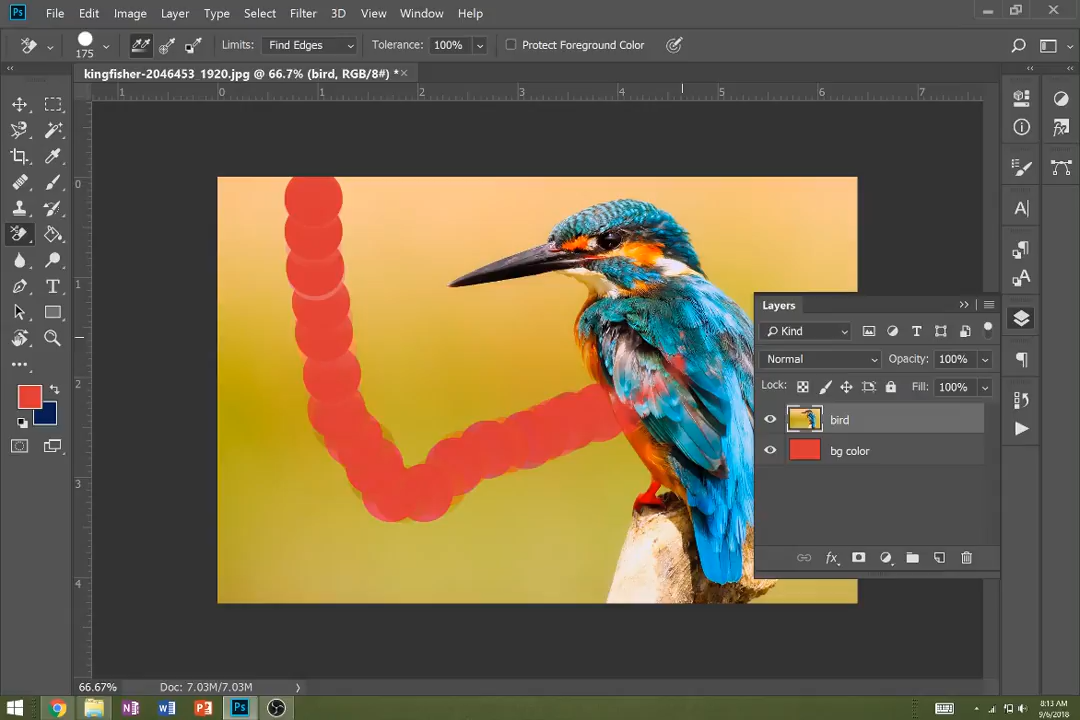 Ps File Edit Image Layer Type Select Filter 3D View Window Help
175 Limits: Find Edges Tolerance: 100% Protect Foreground Color
kingfisher-2046453_1920.jpg @ 66.7% (bird, RGB/8#) *
1 0 1 2 3 4 5 6 7
0
1
2
3
4
Layers
Kind
Normal Opacity: 100%
Lock: Fill: 100%
bird
bg color
fx
66.67% Doc: 7.03M/7.03M
8:13 AM
9/6/2018